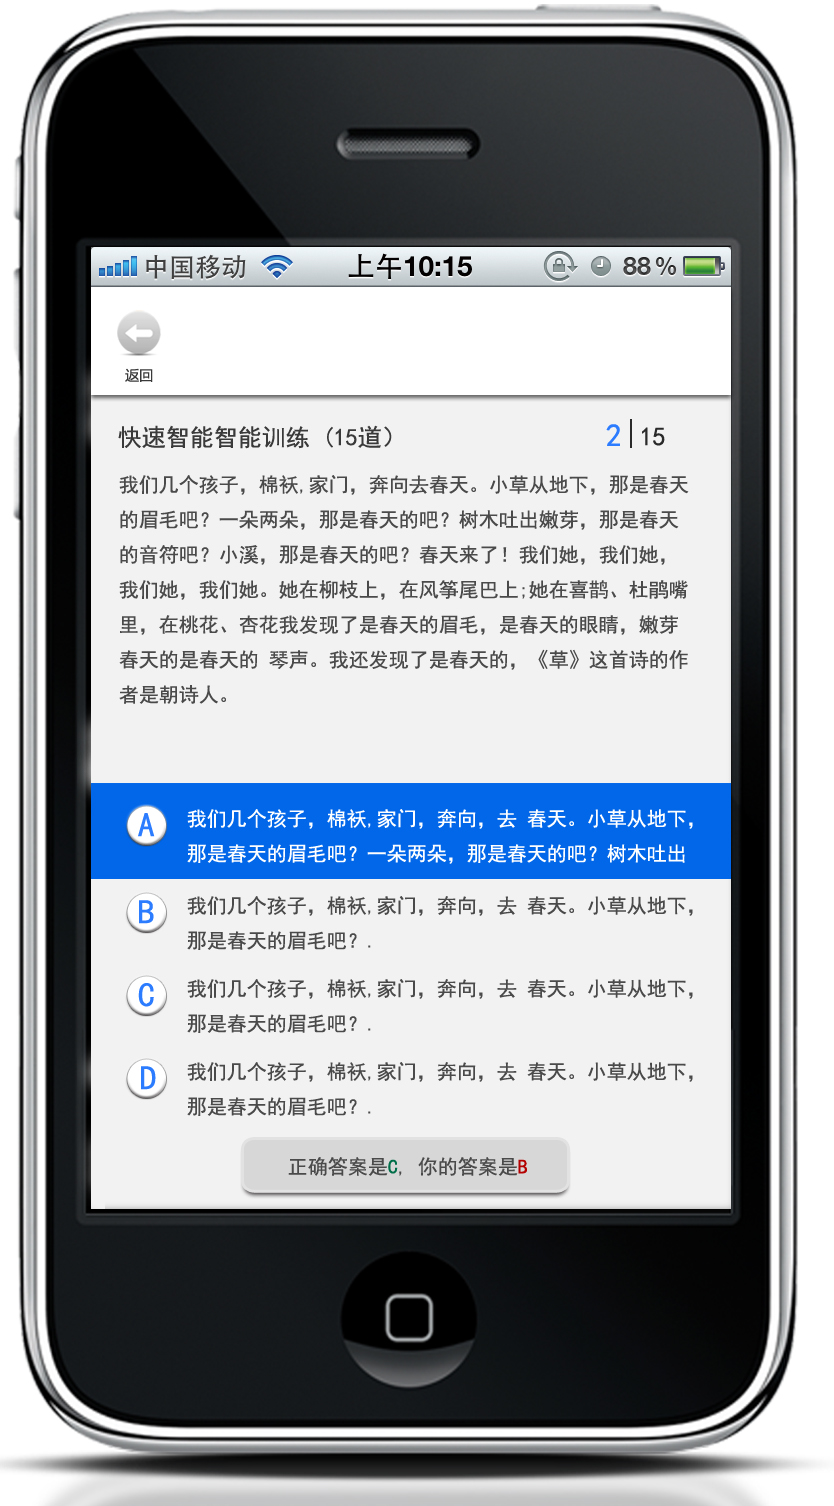 中国移动 上午10:15 88%
返回
快速智能智能训练（15道） 2|15
我们几个孩子，棉袄,家门，奔向去春天。小草从地下，那是春天
的眉毛吧？一朵两朵，那是春天的吧？树木吐出嫩芽，那是春天
的音符吧？小溪，那是春天的吧？春天来了！我们她，我们她，
我们她，我们她。她在柳枝上，在风筝尾巴上;她在喜鹊、杜鹃嘴
里，在桃花、杏花我发现了是春天的眉毛，是春天的眼睛，嫩芽
春天的是春天的 琴声。我还发现了是春天的，《草》这首诗的作
者是朝诗人。
A 我们几个孩子，棉袄,家门，奔向，去 春天。小草从地下，
那是春天的眉毛吧？一朵两朵，那是春天的吧？树木吐出
B 我们几个孩子，棉袄,家门，奔向，去 春天。小草从地下，
那是春天的眉毛吧？.
C 我们几个孩子，棉袄,家门，奔向，去 春天。小草从地下，
那是春天的眉毛吧？.
D 我们几个孩子，棉袄,家门，奔向，去 春天。小草从地下，
那是春天的眉毛吧？.
正确答案是C, 你的答案是B